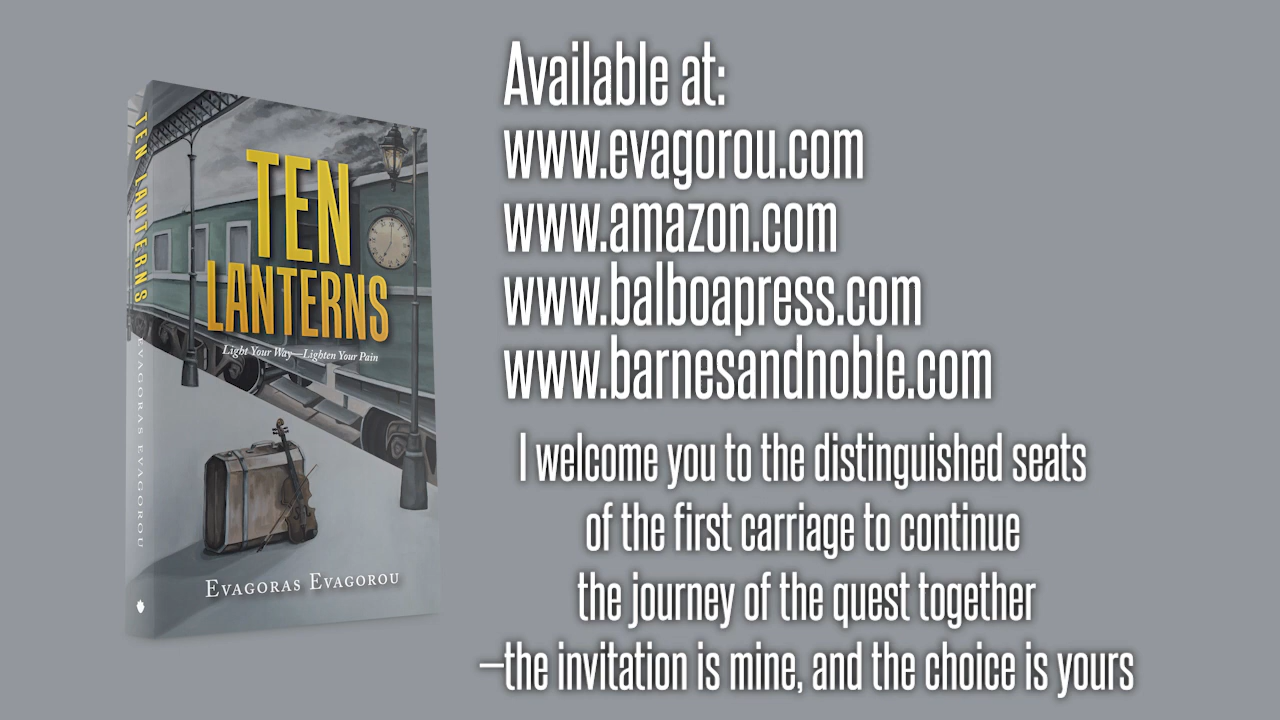 TEN LANTERNS
EVAGORAS EVAGOROU
TEN
LANTERNS
Light Your Way—Lighten Your Pain
EVAGORAS EVAGOROU
Available at:
www.evagorou.com
www.amazon.com
www.balboapress.com
www.barnesandnoble.com
I welcome you to the distinguished seats
of the first carriage to continue
the journey of the quest together
—the invitation is mine, and the choice is yours